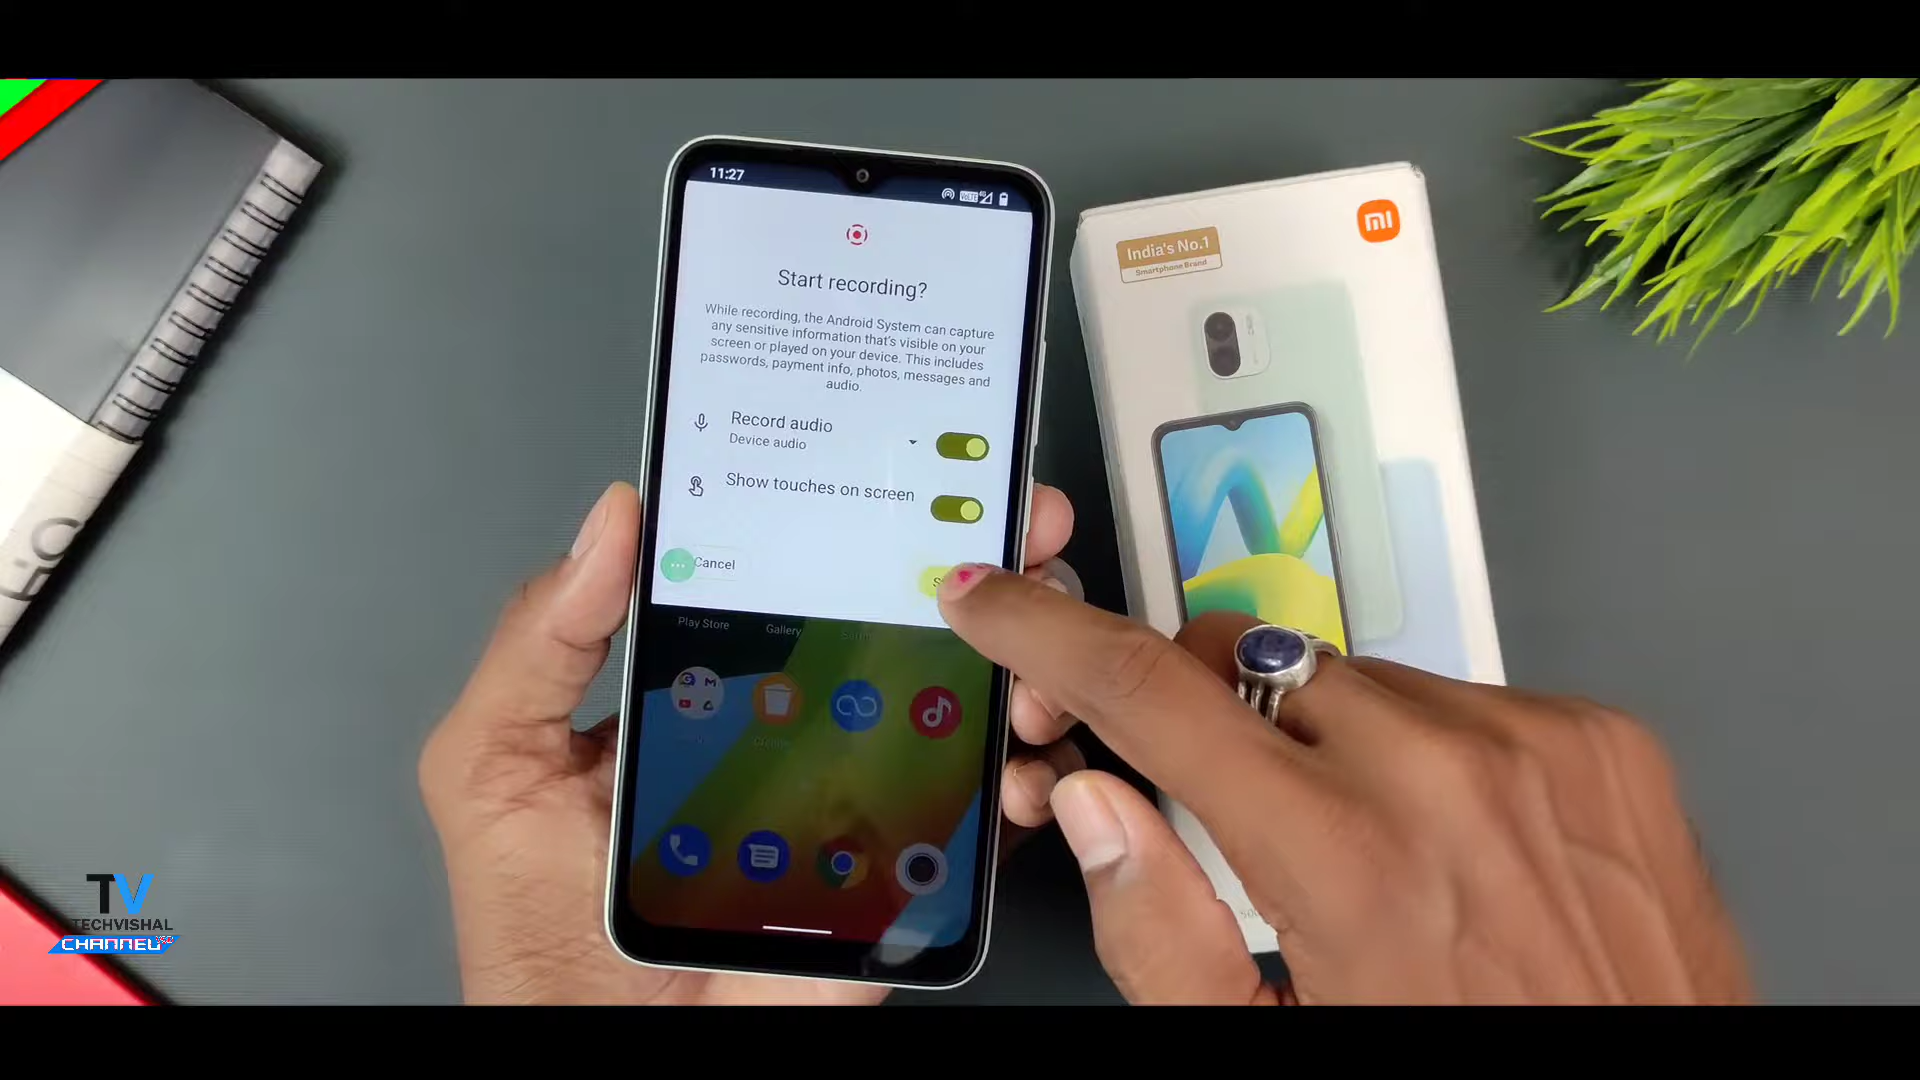 11:27
Start recording?
While recording, the Android System can capture
any sensitive information that's visible on your
screen or played on your device. This includes
passwords, payment info, photos, messages and
audio.
Record audio
Device audio
Show touches on screen
Cancel
Play Store
Gallery
India's No.1
Smartphone Brand
mi
TV
TECHVISHAL
CHANNEL